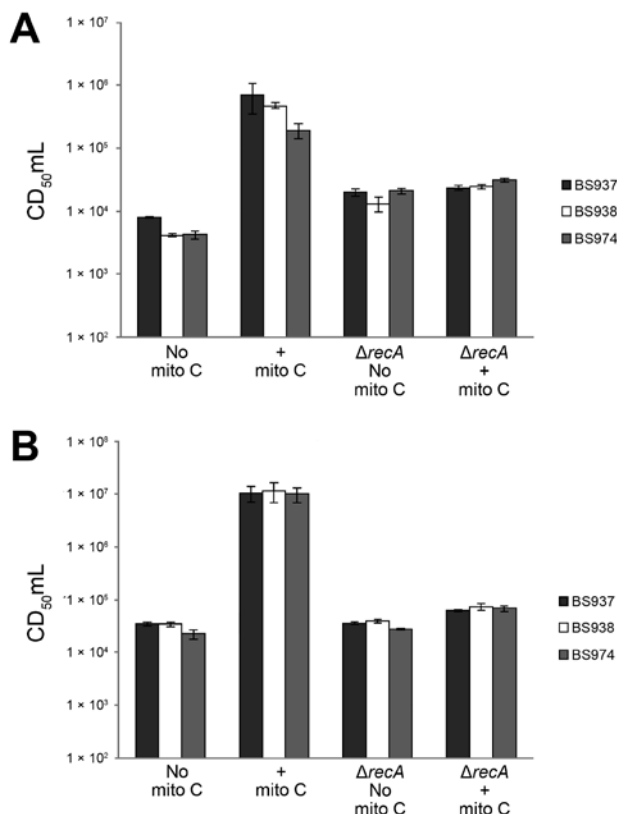 A
1 × 10⁷
1 × 10⁶
1 × 10⁵
1 × 10⁴
1 × 10³
1 × 10²
CD₅₀mL
BS937
BS938
BS974
No
mito C
+
mito C
ΔrecA
No
mito C
ΔrecA
+
mito C
B
1 × 10⁸
1 × 10⁷
1 × 10⁶
1 × 10⁵
1 × 10⁴
1 × 10³
1 × 10²
CD₅₀mL
BS937
BS938
BS974
No
mito C
+
mito C
ΔrecA
No
mito C
ΔrecA
+
mito C